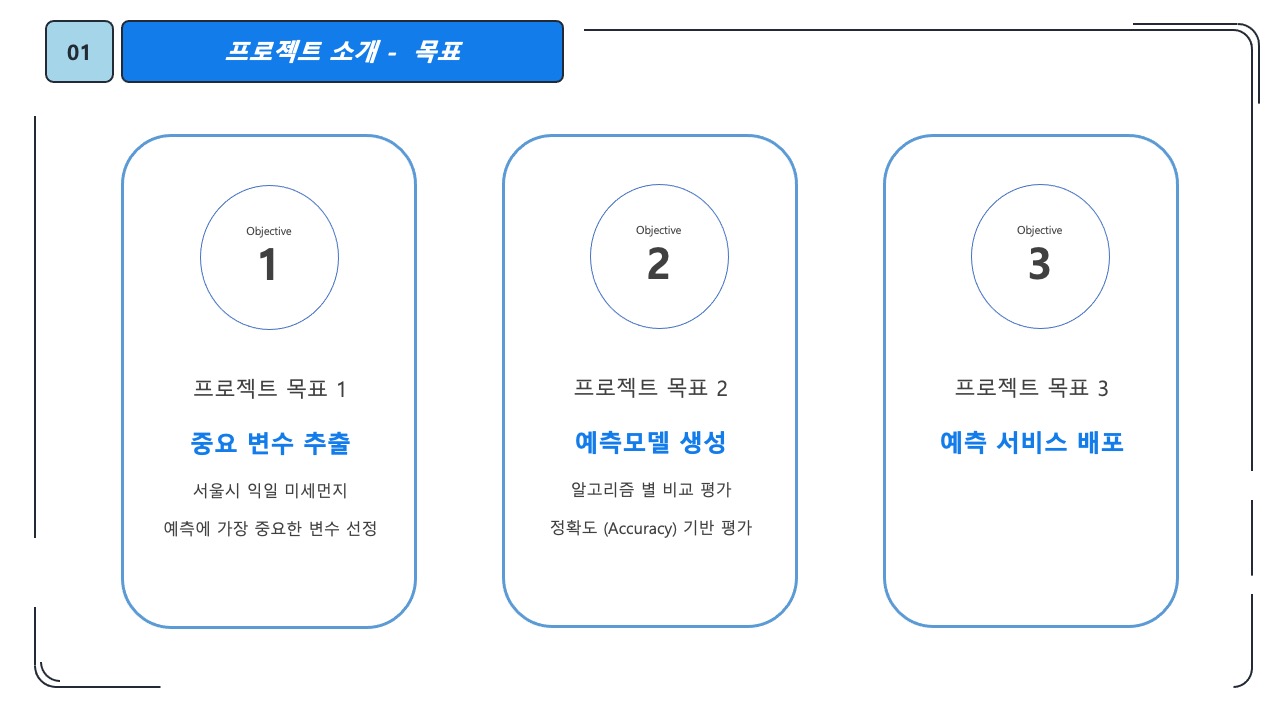 01
프로젝트 소개 - 목표
Objective
1
프로젝트 목표 1
중요 변수 추출
서울시 익일 미세먼지
예측에 가장 중요한 변수 선정
Objective
2
프로젝트 목표 2
예측모델 생성
알고리즘 별 비교 평가
정확도 (Accuracy) 기반 평가
Objective
3
프로젝트 목표 3
예측 서비스 배포